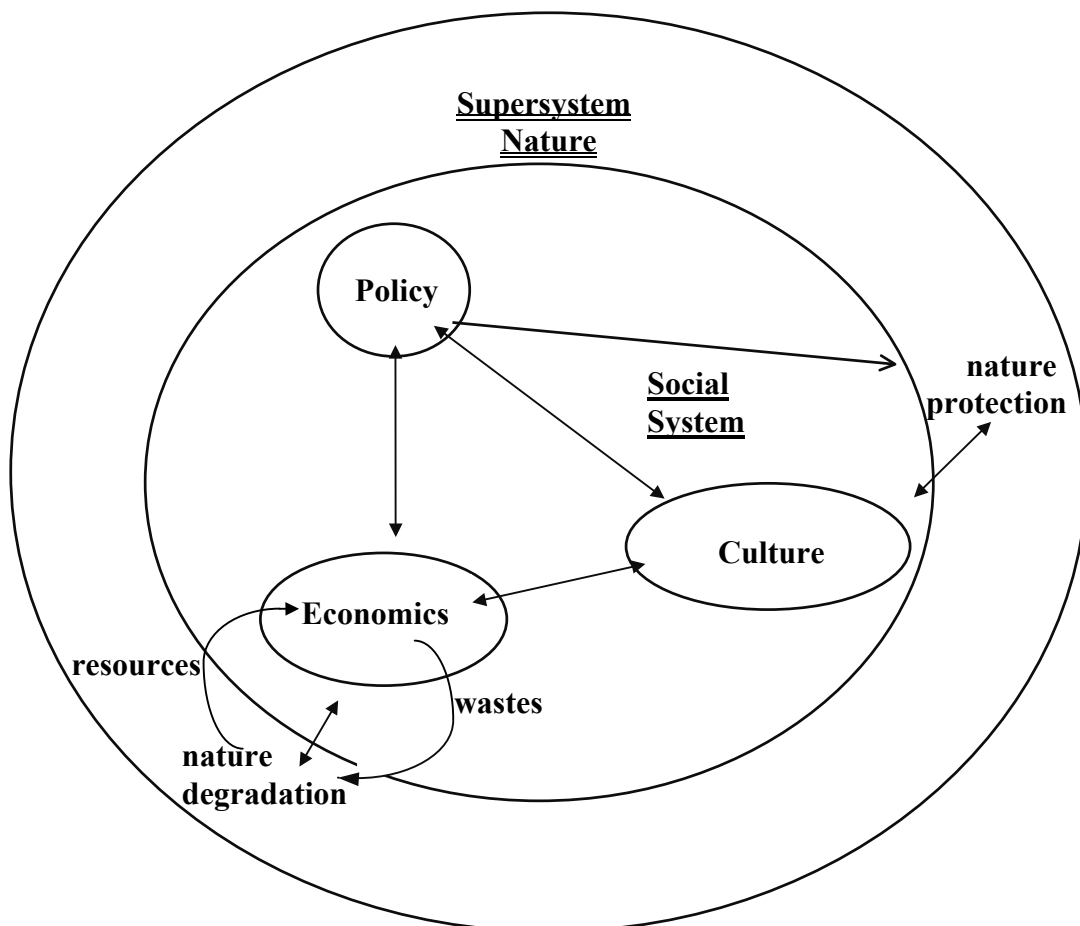 Supersystem
Nature
Policy
Social
System
nature
protection
Culture
Economics
resources
wastes
nature
degradation